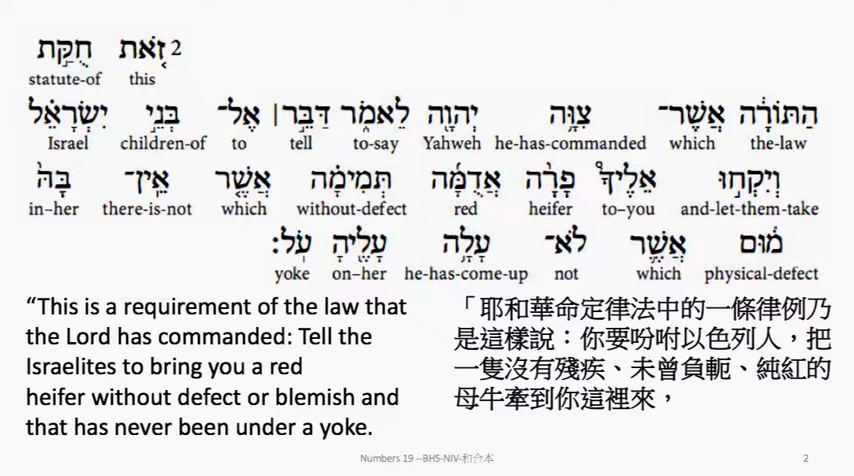 2 זֹ֚את חֻקַּ֣ת
this statute-of
הַתּוֹרָ֔ה אֲשֶׁר־ צִוָּ֥ה יְהוָ֖ה לֵאמֹ֑ר דַּבֵּ֣ר׀ אֶל־ בְּנֵ֣י יִשְׂרָאֵ֗ל
the-law which he-has-commanded Yahweh to-say tell to children-of Israel
וְיִקְח֣וּ אֵלֶיךָ֩ פָרָ֨ה אֲדֻמָּ֜ה תְּמִימָ֗ה אֲשֶׁ֤ר אֵֽין־ בָּהּ֙
and-let-them-take to–you heifer red without-defect which there-is-not in–her
מ֔וּם אֲשֶׁ֛ר לֹא־ עָלָ֥ה עָלֶ֖יהָ עֹֽל׃
physical-defect which not he-has-come-up on–her yoke
“This is a requirement of the law that
the Lord has commanded: Tell the
Israelites to bring you a red
heifer without defect or blemish and
that has never been under a yoke.
「耶和華命定律法中的一條律例乃
是這樣說：你要吩咐以色列人，把
一隻沒有殘疾、未曾負軛、純紅的
母牛牽到你這裡來，
Numbers 19 --BHS-NIV-和合本
2